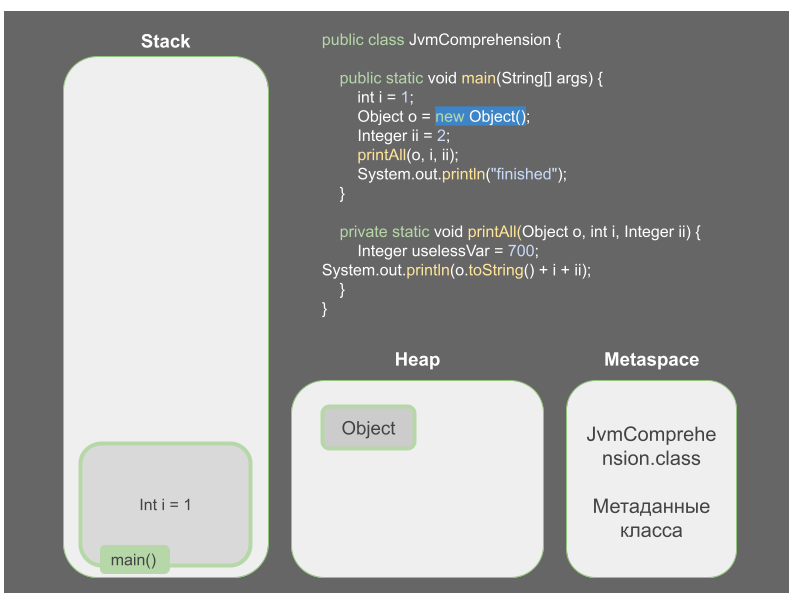 Stack
public class JvmComprehension {
public static void main(String[] args) {
int i = 1;
Object o = new Object();
Integer ii = 2;
printAll(o, i, ii);
System.out.println("finished");
}
private static void printAll(Object o, int i, Integer ii) {
Integer uselessVar = 700;
System.out.println(o.toString() + i + ii);
}
}
Heap
Metaspace
Object
JvmComprehe
nsion.class
Метаданные
класса
Int i = 1
main()